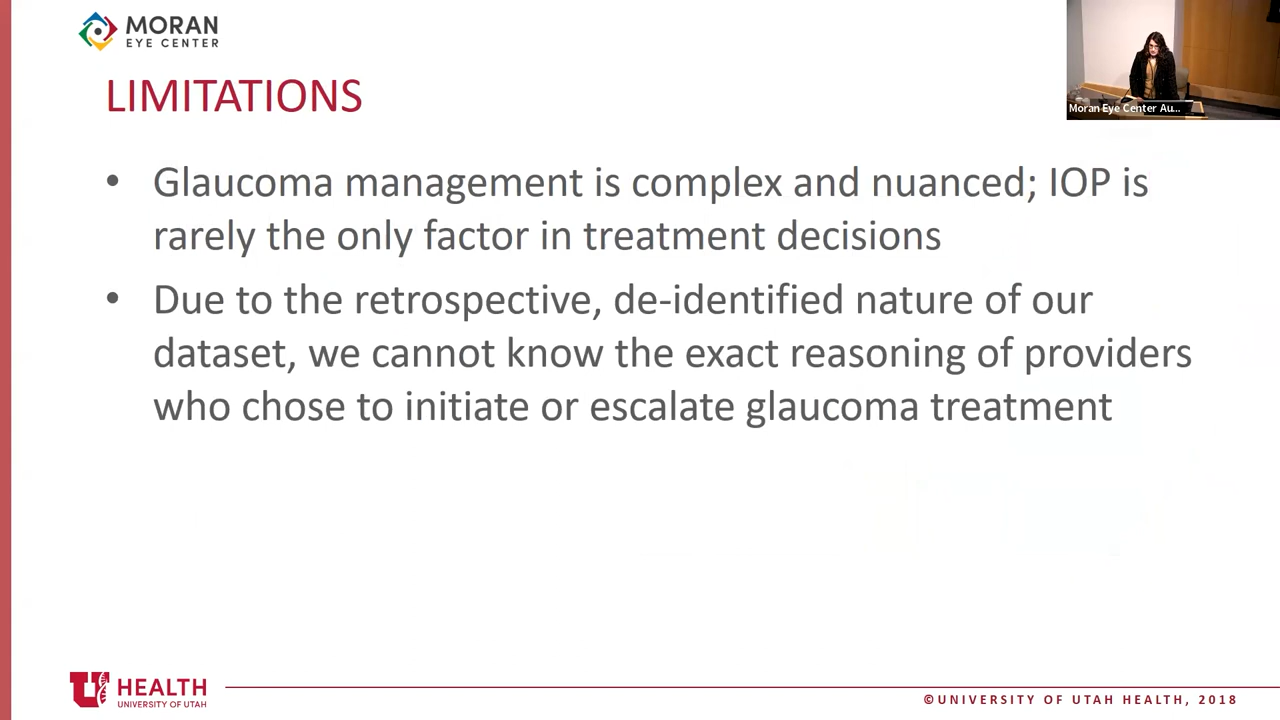 MORAN
EYE CENTER
Moran Eye Center Au...
LIMITATIONS
• Glaucoma management is complex and nuanced; IOP is
rarely the only factor in treatment decisions
• Due to the retrospective, de-identified nature of our
dataset, we cannot know the exact reasoning of providers
who chose to initiate or escalate glaucoma treatment
U HEALTH
UNIVERSITY OF UTAH
©UNIVERSITY OF UTAH HEALTH, 2018